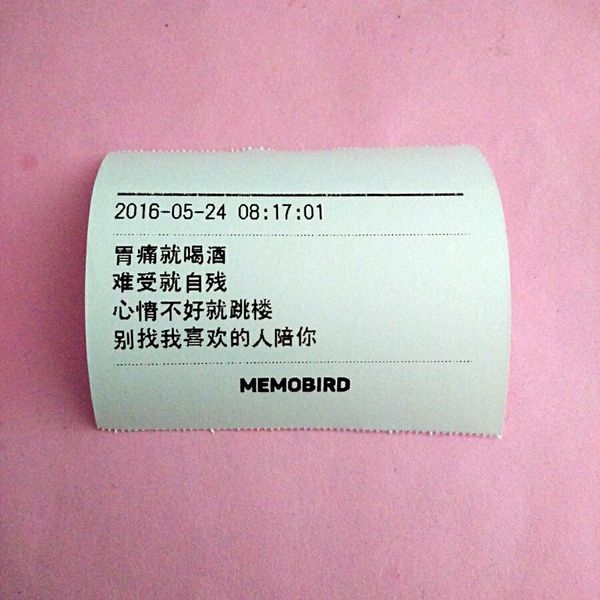 2016-05-24 08:17:01
胃痛就喝酒
难受就自残
心情不好就跳楼
别找我喜欢的人陪你
MEMOBIRD